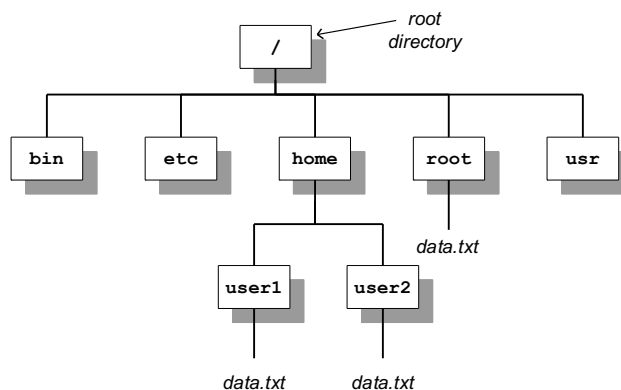 root
directory
/
bin
etc
home
root
usr
data.txt
user1
user2
data.txt
data.txt